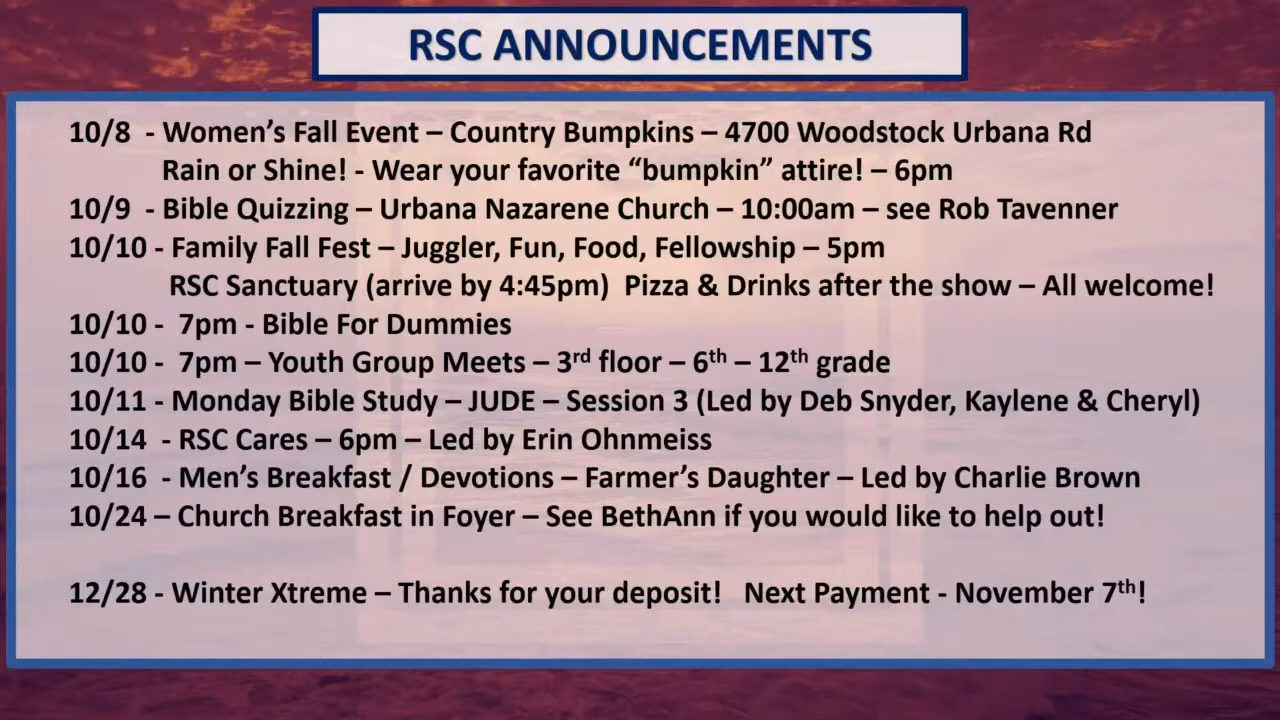 RSC ANNOUNCEMENTS
10/8 - Women’s Fall Event – Country Bumpkins – 4700 Woodstock Urbana Rd
Rain or Shine! - Wear your favorite “bumpkin” attire! – 6pm
10/9 - Bible Quizzing – Urbana Nazarene Church – 10:00am – see Rob Tavenner
10/10 - Family Fall Fest – Juggler, Fun, Food, Fellowship – 5pm
RSC Sanctuary (arrive by 4:45pm) Pizza & Drinks after the show – All welcome!
10/10 - 7pm - Bible For Dummies
10/10 - 7pm – Youth Group Meets – 3rd floor – 6th – 12th grade
10/11 - Monday Bible Study – JUDE – Session 3 (Led by Deb Snyder, Kaylene & Cheryl)
10/14 - RSC Cares – 6pm – Led by Erin Ohnmeiss
10/16 - Men’s Breakfast / Devotions – Farmer’s Daughter – Led by Charlie Brown
10/24 – Church Breakfast in Foyer – See BethAnn if you would like to help out!
12/28 - Winter Xtreme – Thanks for your deposit! Next Payment - November 7th!